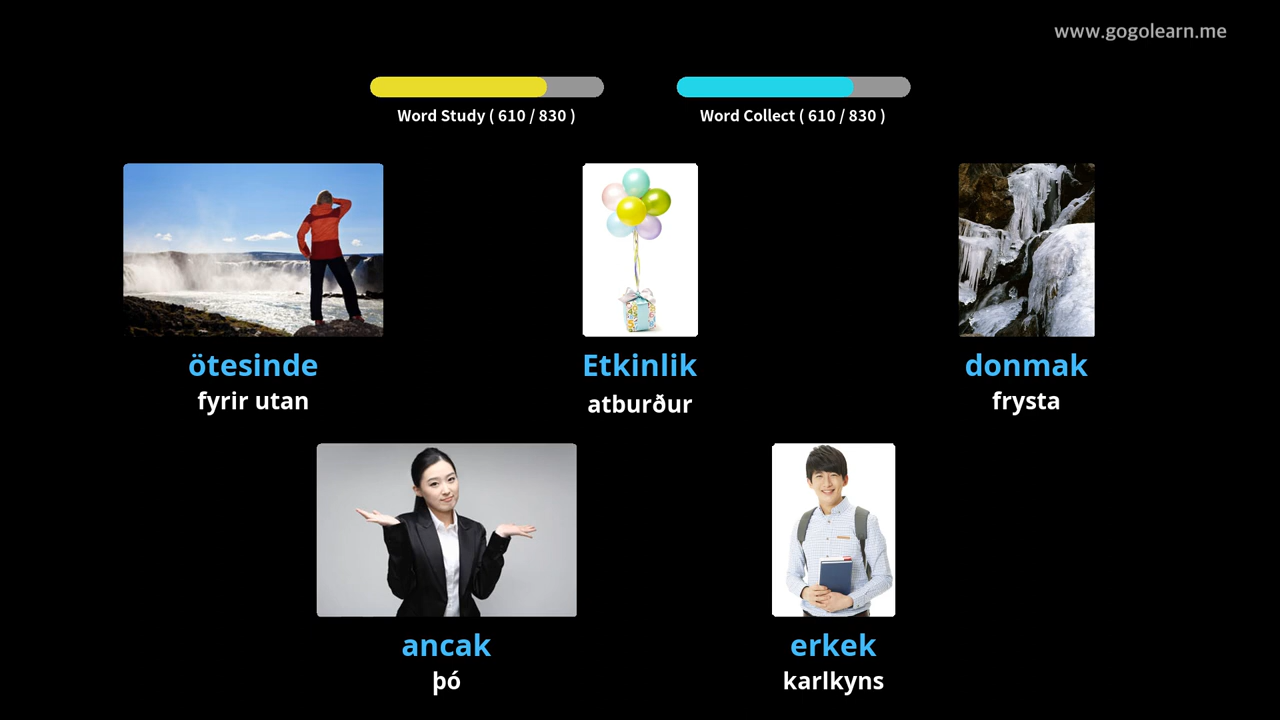 www.gogolearn.me
Word Study ( 610 / 830 )
Word Collect ( 610 / 830 )
ötesinde
fyrir utan
Etkinlik
atburður
donmak
frysta
ancak
þó
erkek
karlkyns